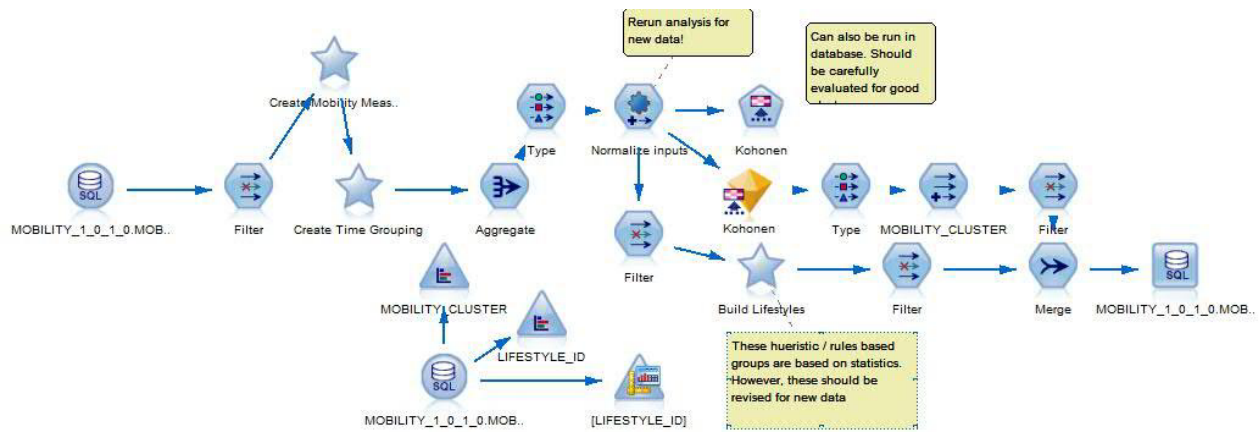 Rerun analysis for
new data!
Can also be run in
database. Should
be carefully
evaluated for good
Create Mobility Meas..
Type
Normalize inputs
Kohonen
SQL
MOBILITY_1_0_1_0.MOB..
Filter
Create Time Grouping
Aggregate
Kohonen
Type
MOBILITY_CLUSTER
Filter
Filter
MOBILITY_CLUSTER
Build Lifestyles
Filter
Merge
SQL
MOBILITY_1_0_1_0.MOB..
LIFESTYLE_ID
These hueristic / rules based
groups are based on statistics.
However, these should be
revised for new data
SQL
MOBILITY_1_0_1_0.MOB..
[LIFESTYLE_ID]